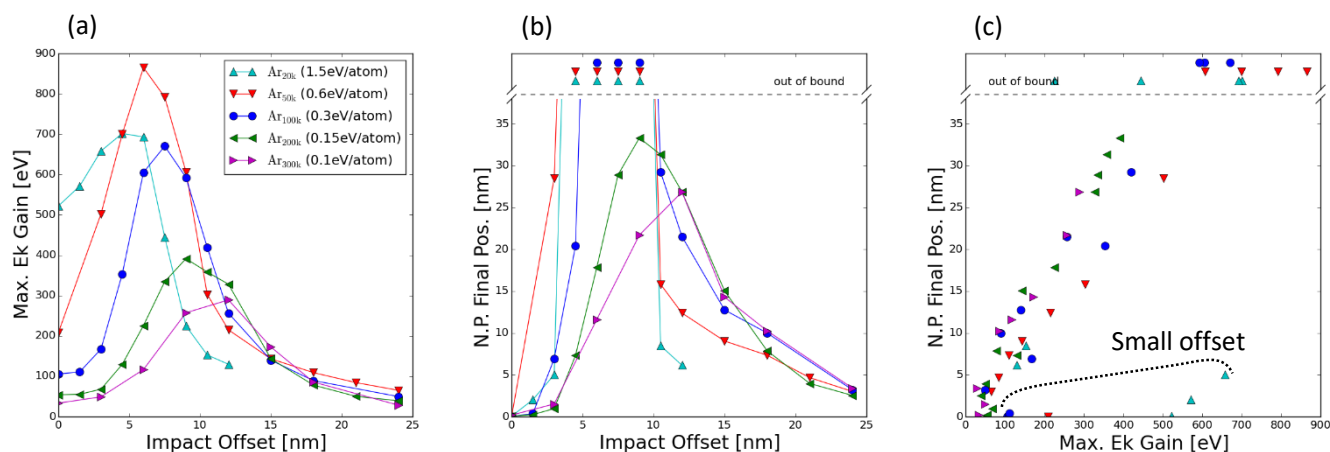 (a)
900
800
700
600
500
400
300
200
100
0
0 5 10 15 20 25
Max. Ek Gain [eV]
Impact Offset [nm]
Ar20k (1.5eV/atom)
Ar50k (0.6eV/atom)
Ar100k (0.3eV/atom)
Ar200k (0.15eV/atom)
Ar300k (0.1eV/atom)
(b)
out of bound
35
30
25
20
15
10
5
0
0 5 10 15 20 25
N.P. Final Pos. [nm]
Impact Offset [nm]
(c)
out of bound
35
30
25
20
15
10
5
0
0 100 200 300 400 500 600 700 800 900
N.P. Final Pos. [nm]
Max. Ek Gain [eV]
Small offset